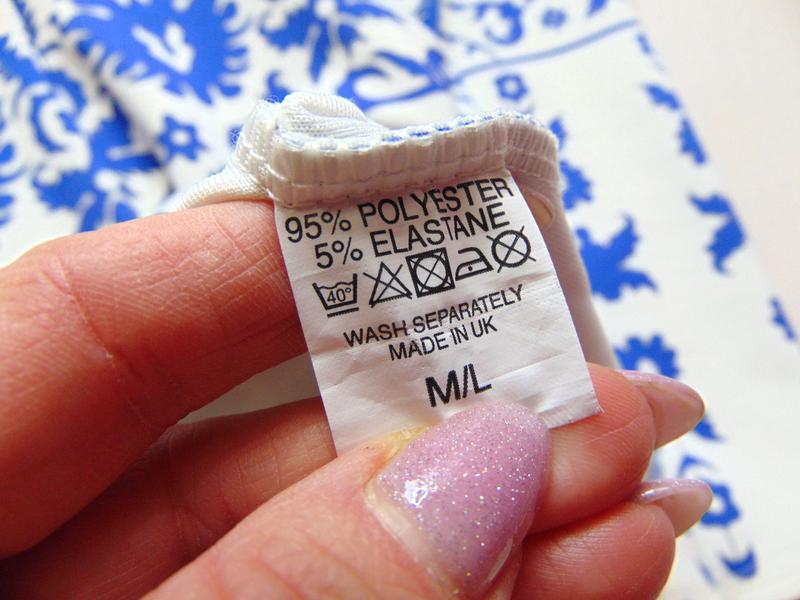 95% POLYESTER
5% ELASTANE
40°
WASH SEPARATELY
MADE IN UK
M/L